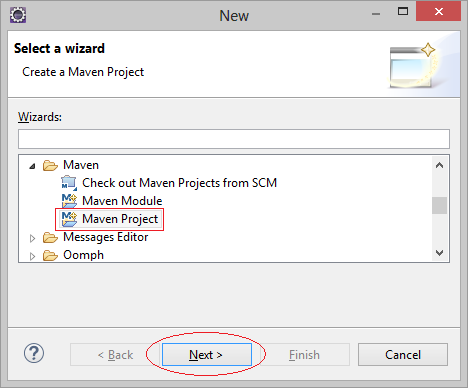 New
Select a wizard
Create a Maven Project
Wizards:
Maven
Check out Maven Projects from SCM
Maven Module
Maven Project
Messages Editor
Oomph
? < Back Next > Finish Cancel